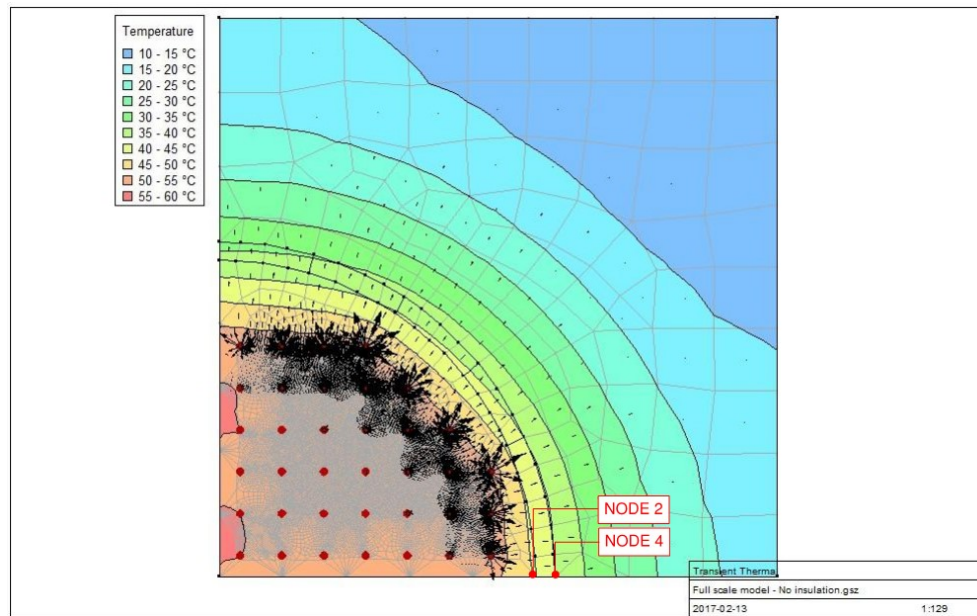 Temperature
10 - 15 °C
15 - 20 °C
20 - 25 °C
25 - 30 °C
30 - 35 °C
35 - 40 °C
40 - 45 °C
45 - 50 °C
50 - 55 °C
55 - 60 °C
NODE 2
NODE 4
Transient Therma
Full scale model - No insulation.gsz
2017-02-13 1:129